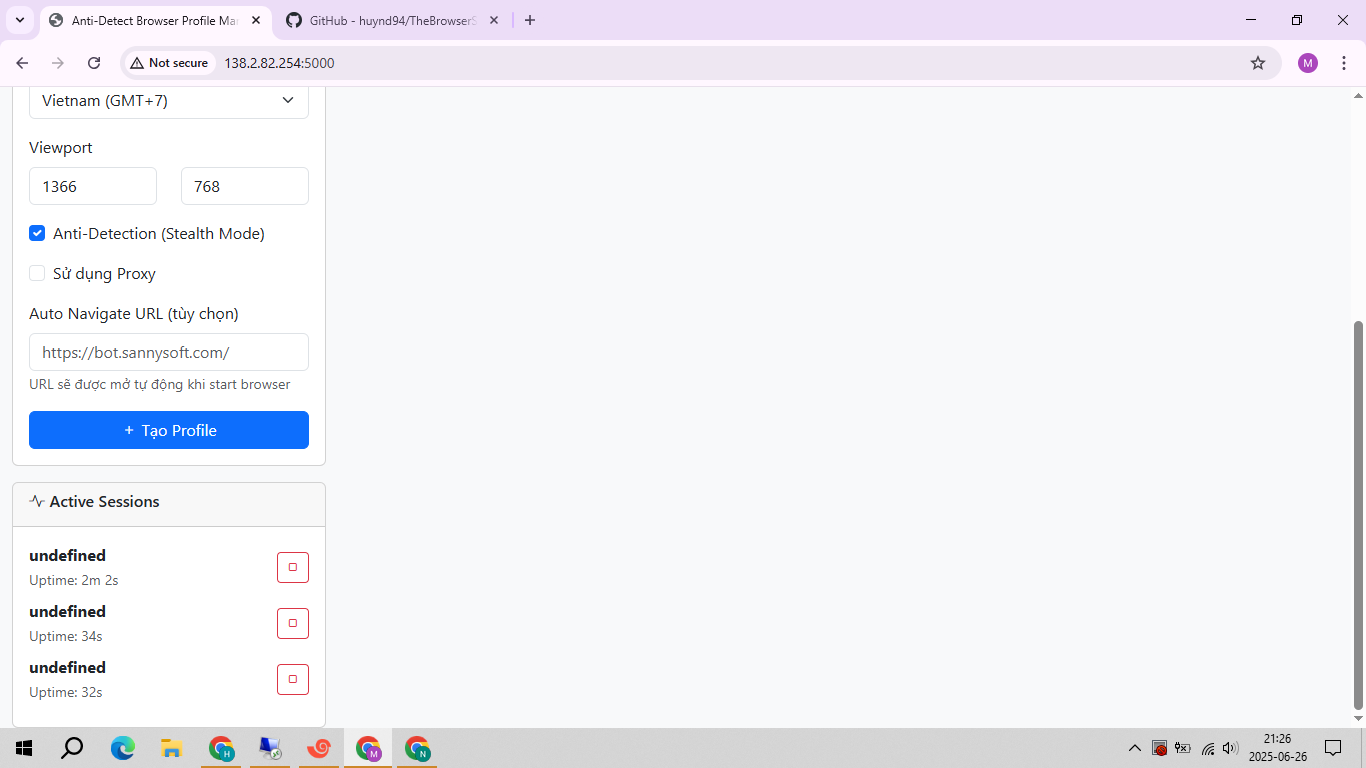 Anti-Detect Browser Profile Ma
GitHub - huynd94/TheBrowserS
Not secure
138.2.82.254:5000
M
Vietnam (GMT+7)
Viewport
1366
768
Anti-Detection (Stealth Mode)
Sử dụng Proxy
Auto Navigate URL (tùy chọn)
https://bot.sannysoft.com/
URL sẽ được mở tự động khi start browser
+ Tạo Profile
Active Sessions
undefined
Uptime: 2m 2s
undefined
Uptime: 34s
undefined
Uptime: 32s
H
M
N
21:26
2025-06-26